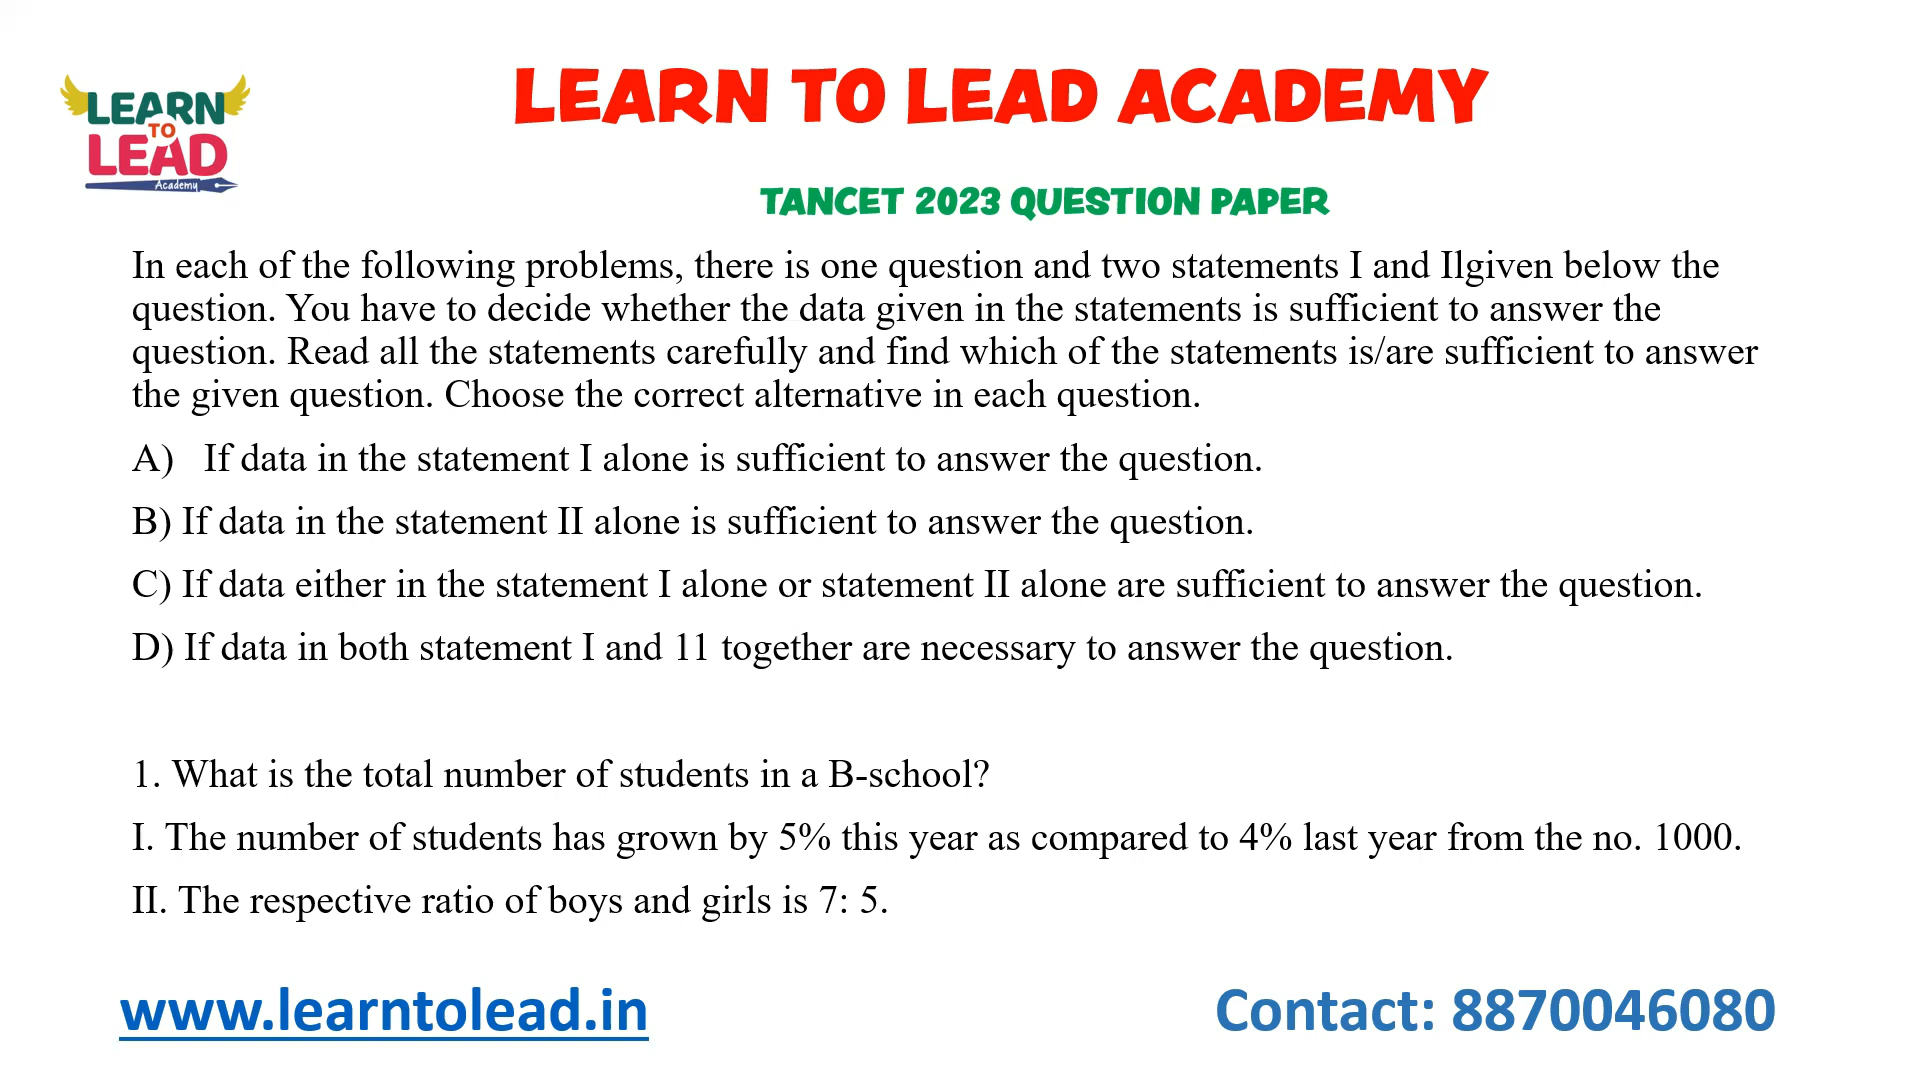 LEARN
TO
LEAD
Academy
LEARN TO LEAD ACADEMY
TANCET 2023 QUESTION PAPER
In each of the following problems, there is one question and two statements I and Ilgiven below the
question. You have to decide whether the data given in the statements is sufficient to answer the
question. Read all the statements carefully and find which of the statements is/are sufficient to answer
the given question. Choose the correct alternative in each question.
A) If data in the statement I alone is sufficient to answer the question.
B) If data in the statement II alone is sufficient to answer the question.
C) If data either in the statement I alone or statement II alone are sufficient to answer the question.
D) If data in both statement I and 11 together are necessary to answer the question.
1. What is the total number of students in a B-school?
I. The number of students has grown by 5% this year as compared to 4% last year from the no. 1000.
II. The respective ratio of boys and girls is 7: 5.
www.learntolead.in
Contact: 8870046080